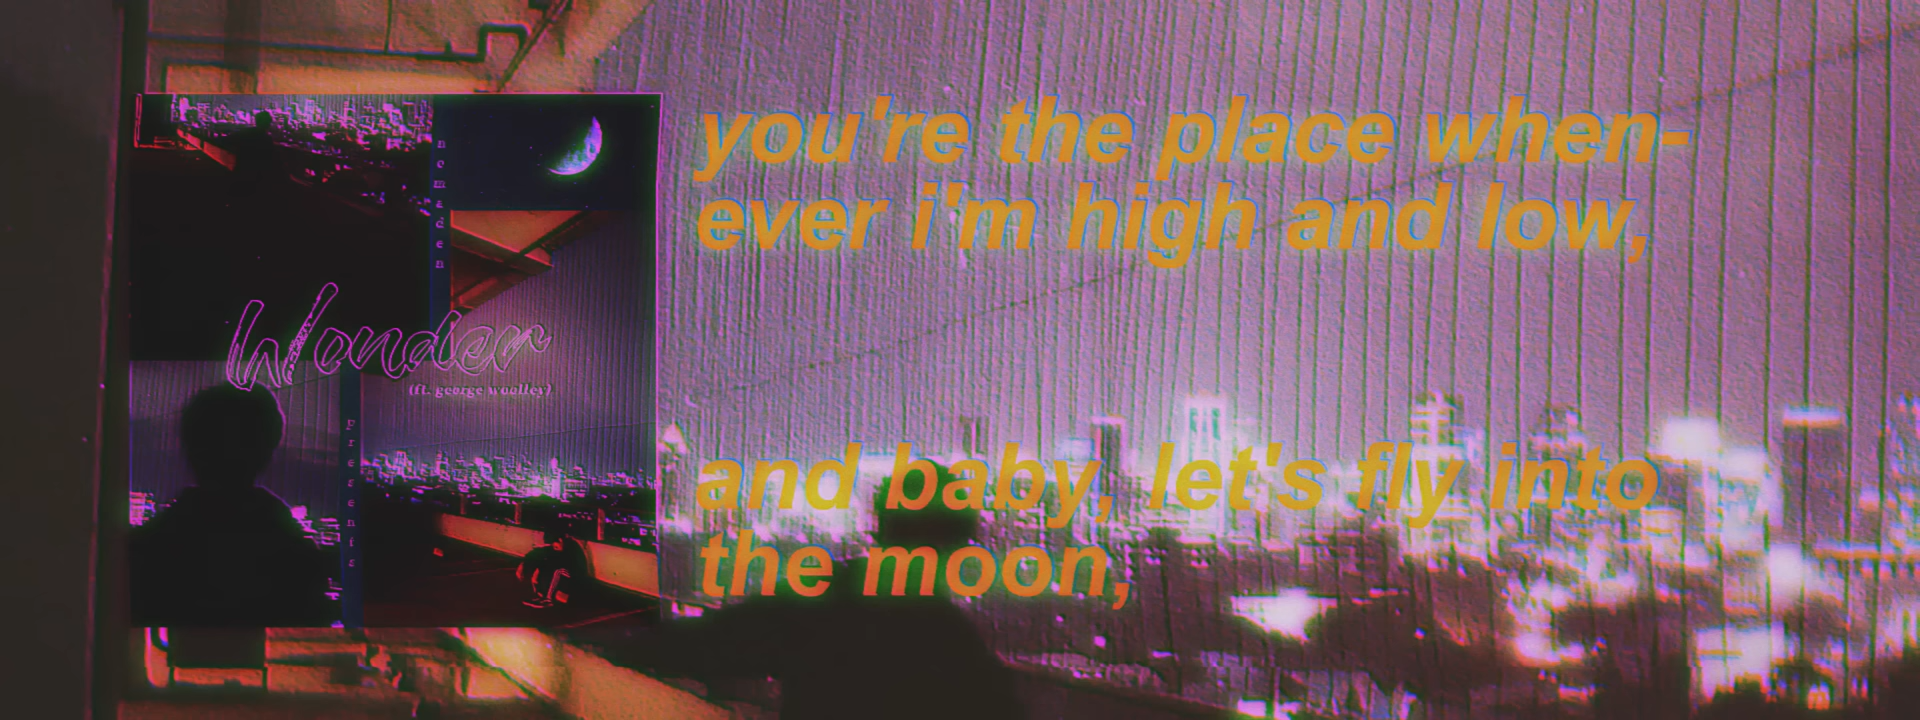 nemaden
Wonder
(ft. george woolley)
presents
you're the place when-
ever i'm high and low,
and baby, let's fly into
the moon,